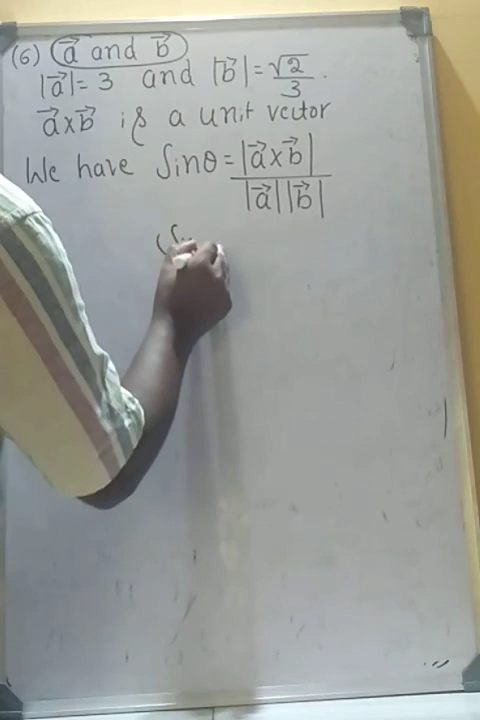 (6) a⃗ and b⃗
|a⃗| = 3 and |b⃗| = √2/3 .
a⃗×b⃗ is a unit vector
We have Sinθ = |a⃗×b⃗| / |a⃗||b⃗|